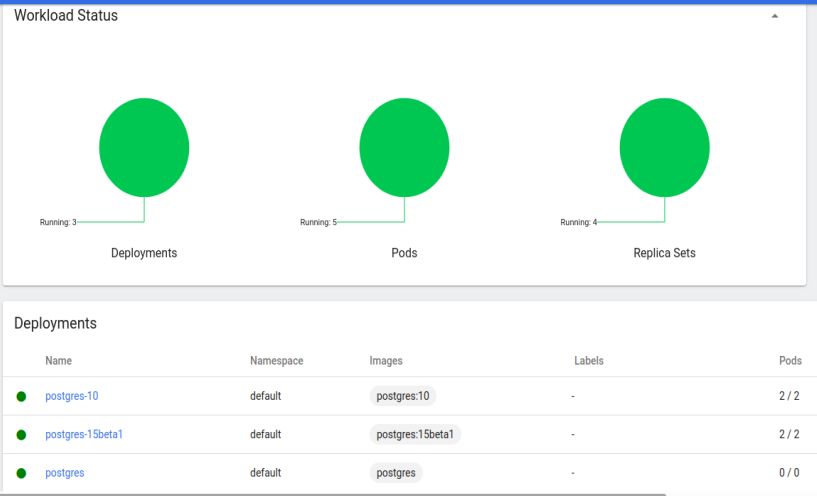 Workload Status
Running: 3
Running: 5
Running: 4
Deployments
Pods
Replica Sets
Deployments
Name Namespace Images Labels Pods
postgres-10 default postgres:10 - 2 / 2
postgres-15beta1 default postgres:15beta1 - 2 / 2
postgres default postgres - 0 / 0